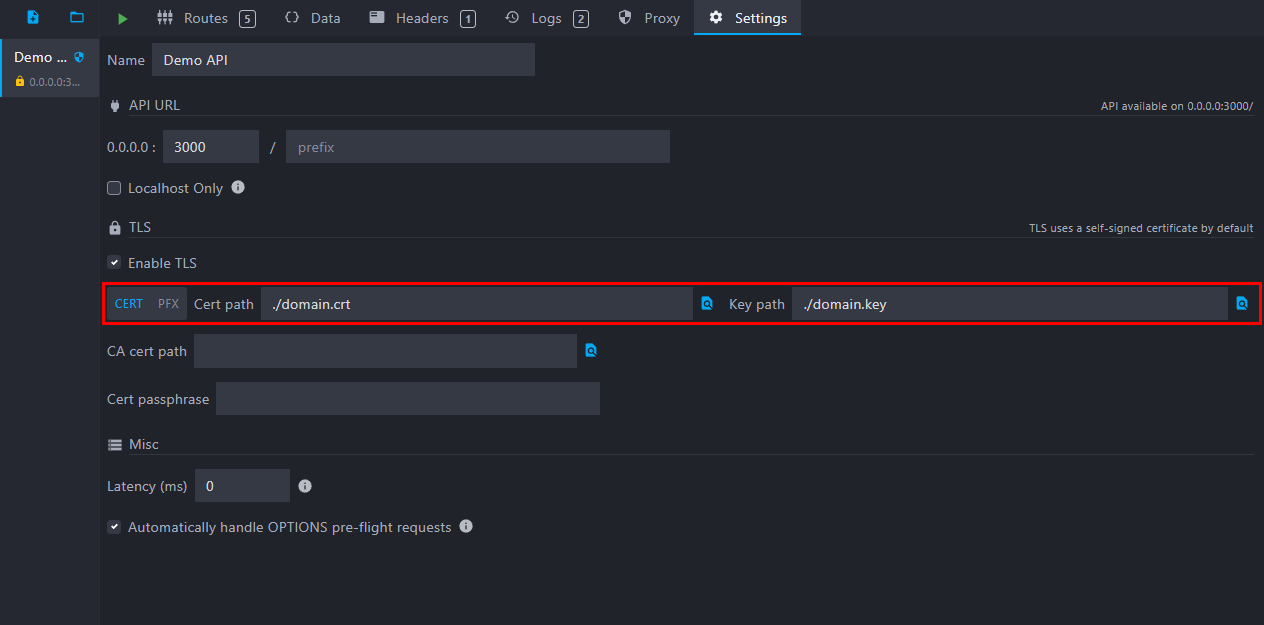 Routes 5 Data Headers 1 Logs 2 Proxy Settings
Demo ...
0.0.0.0:3...
Name Demo API
API URL API available on 0.0.0.0:3000/
0.0.0.0 : 3000 / prefix
Localhost Only
TLS TLS uses a self-signed certificate by default
Enable TLS
CERT PFX Cert path ./domain.crt Key path ./domain.key
CA cert path
Cert passphrase
Misc
Latency (ms) 0
Automatically handle OPTIONS pre-flight requests